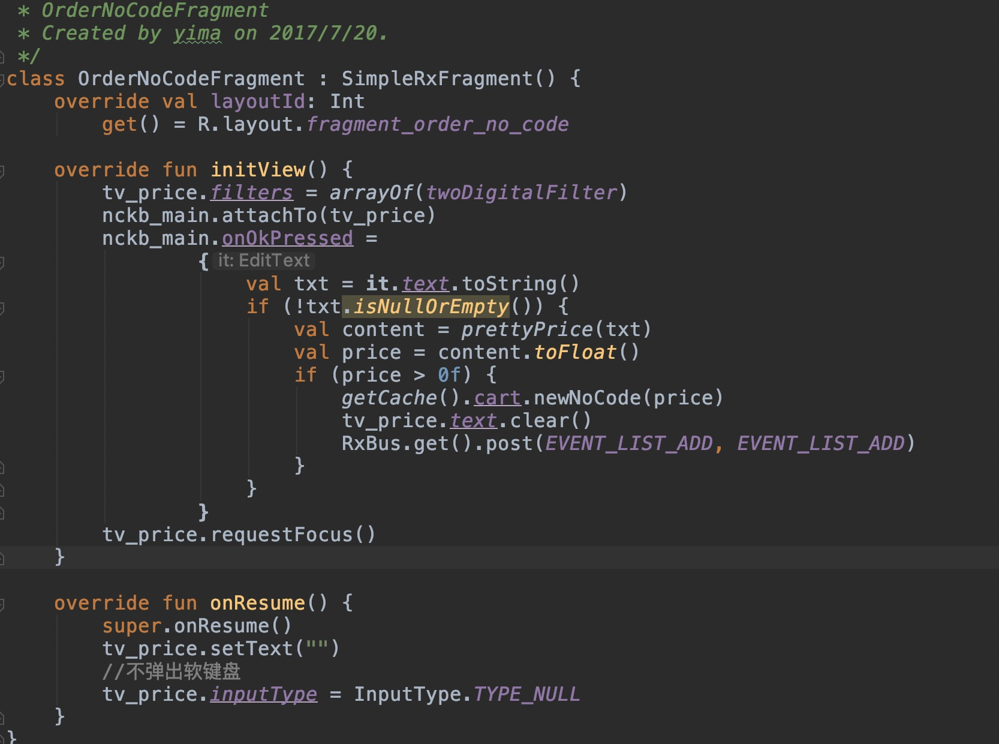 * OrderNoCodeFragment
* Created by yima on 2017/7/20.
*/
class OrderNoCodeFragment : SimpleRxFragment() {
    override val layoutId: Int
        get() = R.layout.fragment_order_no_code

    override fun initView() {
        tv_price.filters = arrayOf(twoDigitalFilter)
        nckb_main.attachTo(tv_price)
        nckb_main.onOkPressed =
                { it: EditText
                    val txt = it.text.toString()
                    if (!txt.isNullOrEmpty()) {
                        val content = prettyPrice(txt)
                        val price = content.toFloat()
                        if (price > 0f) {
                            getCache().cart.newNoCode(price)
                            tv_price.text.clear()
                            RxBus.get().post(EVENT_LIST_ADD, EVENT_LIST_ADD)
                        }
                    }
                }
        tv_price.requestFocus()
    }

    override fun onResume() {
        super.onResume()
        tv_price.setText("")
        //不弹出软键盘
        tv_price.inputType = InputType.TYPE_NULL
    }
}